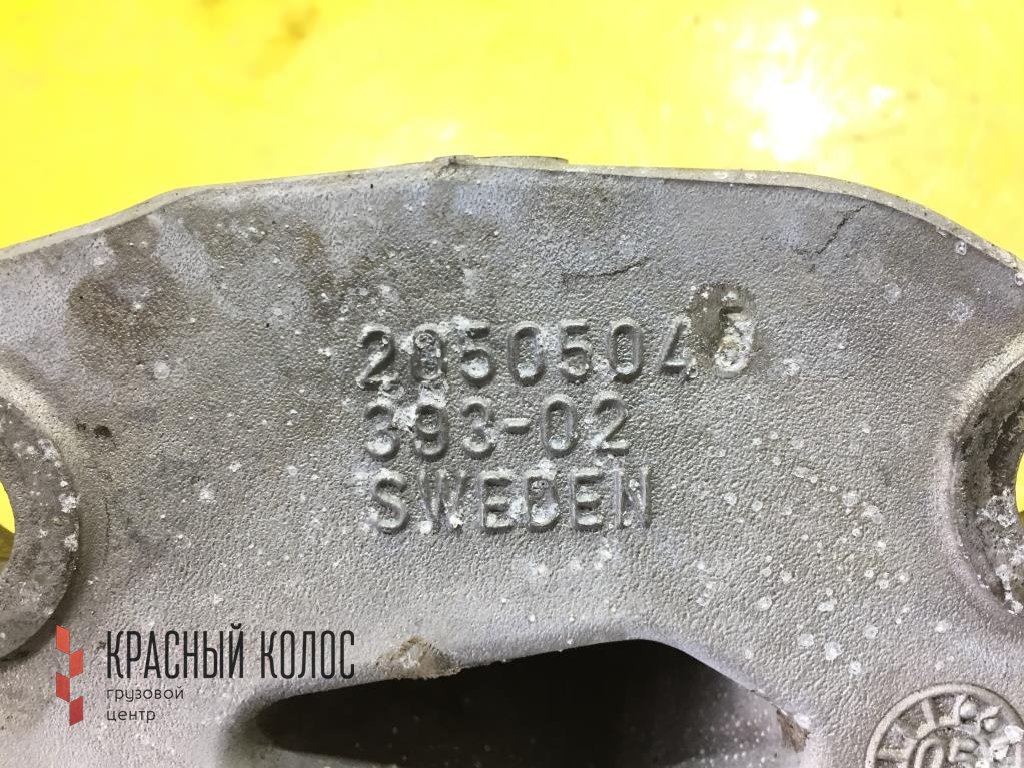 20505045
393-02
SWEDEN
КРАСНЫЙ КОЛОС
грузовой
центр